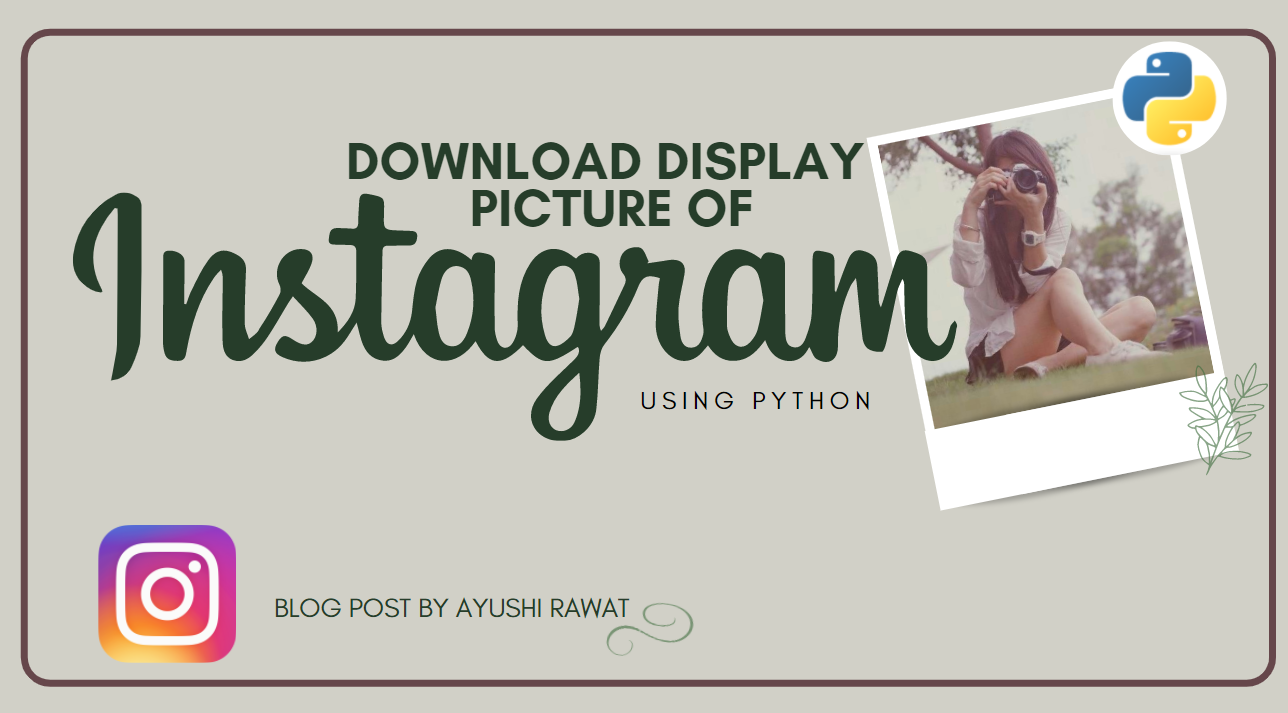 DOWNLOAD DISPLAY
PICTURE OF
Instagram
USING PYTHON
BLOG POST BY AYUSHI RAWAT